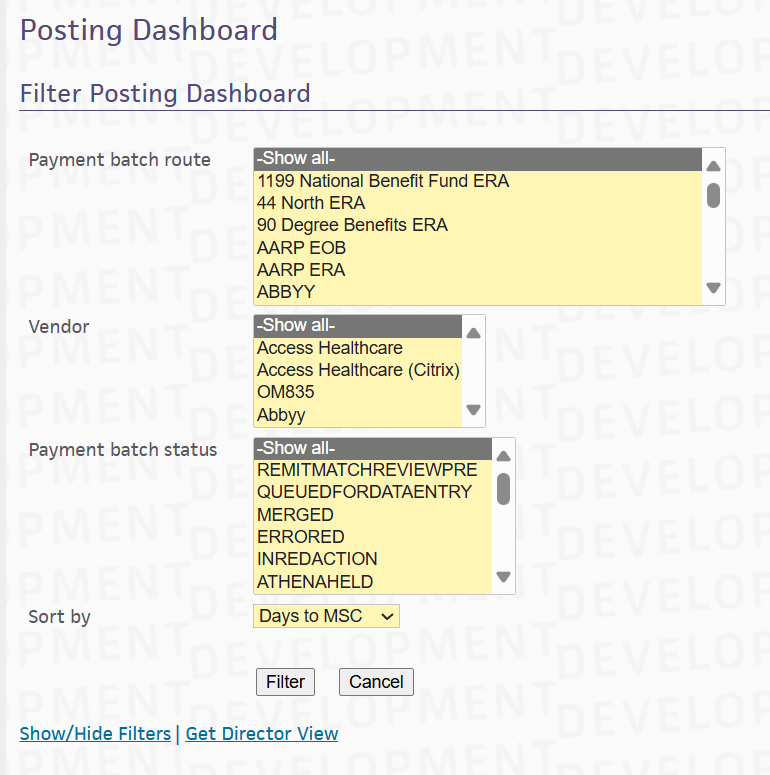 Posting Dashboard
Filter Posting Dashboard
Payment batch route
-Show all-
1199 National Benefit Fund ERA
44 North ERA
90 Degree Benefits ERA
AARP EOB
AARP ERA
ABBYY
Vendor
-Show all-
Access Healthcare
Access Healthcare (Citrix)
OM835
Abbyy
Payment batch status
-Show all-
REMITMATCHREVIEWPRE
QUEUEDFORDATAENTRY
MERGED
ERRORED
INREDACTION
ATHENAHELD
Sort by
Days to MSC
Filter Cancel
Show/Hide Filters | Get Director View
DEVELOPMENT